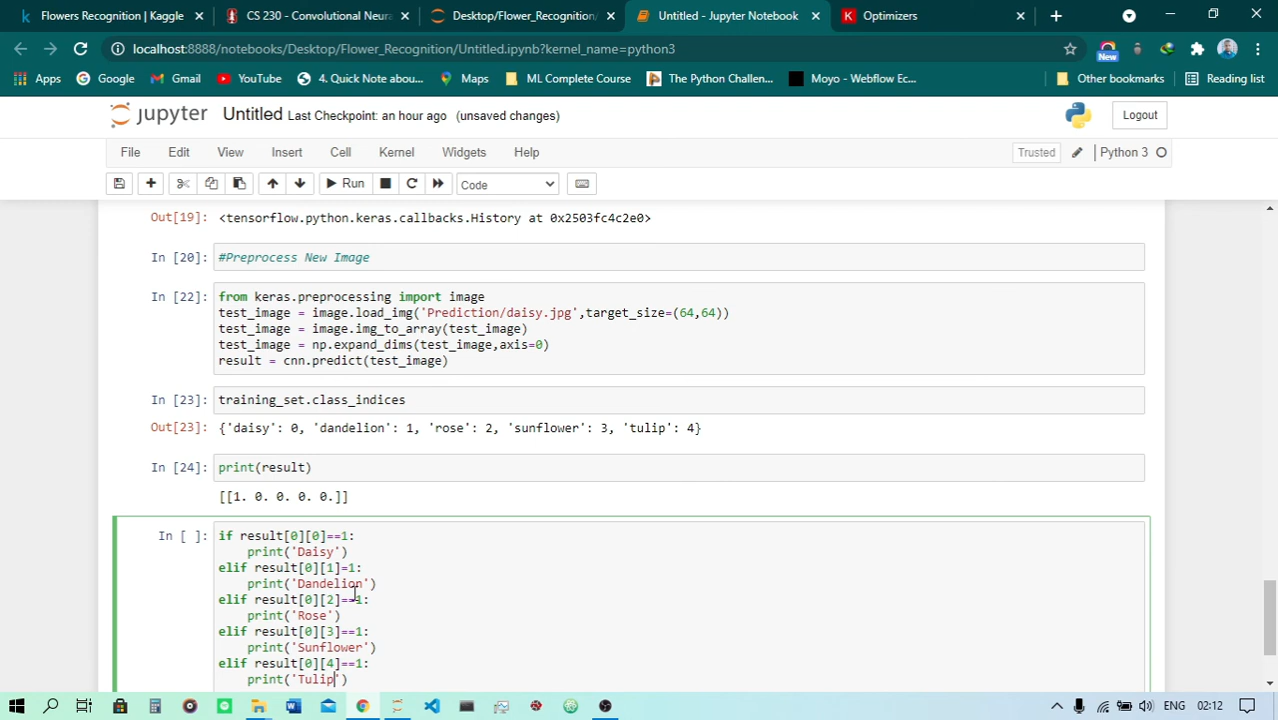 Flowers Recognition | Kaggle
CS 230 - Convolutional Neura
Desktop/Flower_Recognition/
Untitled - Jupyter Notebook
Optimizers
localhost:8888/notebooks/Desktop/Flower_Recognition/Untitled.ipynb?kernel_name=python3
New
Apps Google Gmail YouTube 4. Quick Note abou... Maps ML Complete Course The Python Challen... Moyo - Webflow Ec... Other bookmarks Reading list
jupyter Untitled Last Checkpoint: an hour ago (unsaved changes) Logout
File Edit View Insert Cell Kernel Widgets Help Trusted Python 3
Run Code
Out[19]: <tensorflow.python.keras.callbacks.History at 0x2503fc4c2e0>
In [20]: #Preprocess New Image
In [22]: from keras.preprocessing import image
test_image = image.load_img('Prediction/daisy.jpg',target_size=(64,64))
test_image = image.img_to_array(test_image)
test_image = np.expand_dims(test_image,axis=0)
result = cnn.predict(test_image)
In [23]: training_set.class_indices
Out[23]: {'daisy': 0, 'dandelion': 1, 'rose': 2, 'sunflower': 3, 'tulip': 4}
In [24]: print(result)
[[1. 0. 0. 0. 0.]]
In [ ]: if result[0][0]==1:
print('Daisy')
elif result[0][1]=1:
print('Dandelion')
elif result[0][2]==1:
print('Rose')
elif result[0][3]==1:
print('Sunflower')
elif result[0][4]==1:
print('Tulip')
ENG 02:12